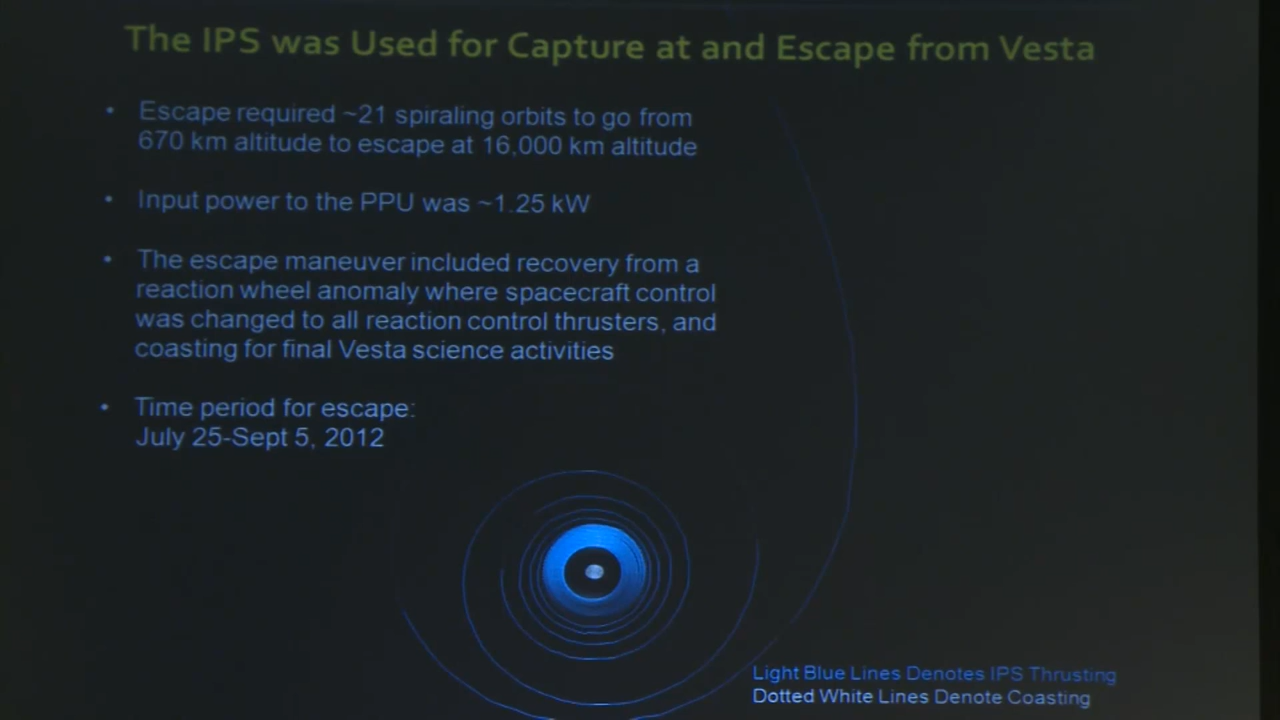 The IPS was Used for Capture at and Escape from Vesta
• Escape required ~21 spiraling orbits to go from
670 km altitude to escape at 16,000 km altitude
• Input power to the PPU was ~1.25 kW
• The escape maneuver included recovery from a
reaction wheel anomaly where spacecraft control
was changed to all reaction control thrusters, and
coasting for final Vesta science activities
• Time period for escape:
July 25-Sept 5, 2012
Light Blue Lines Denotes IPS Thrusting
Dotted White Lines Denote Coasting